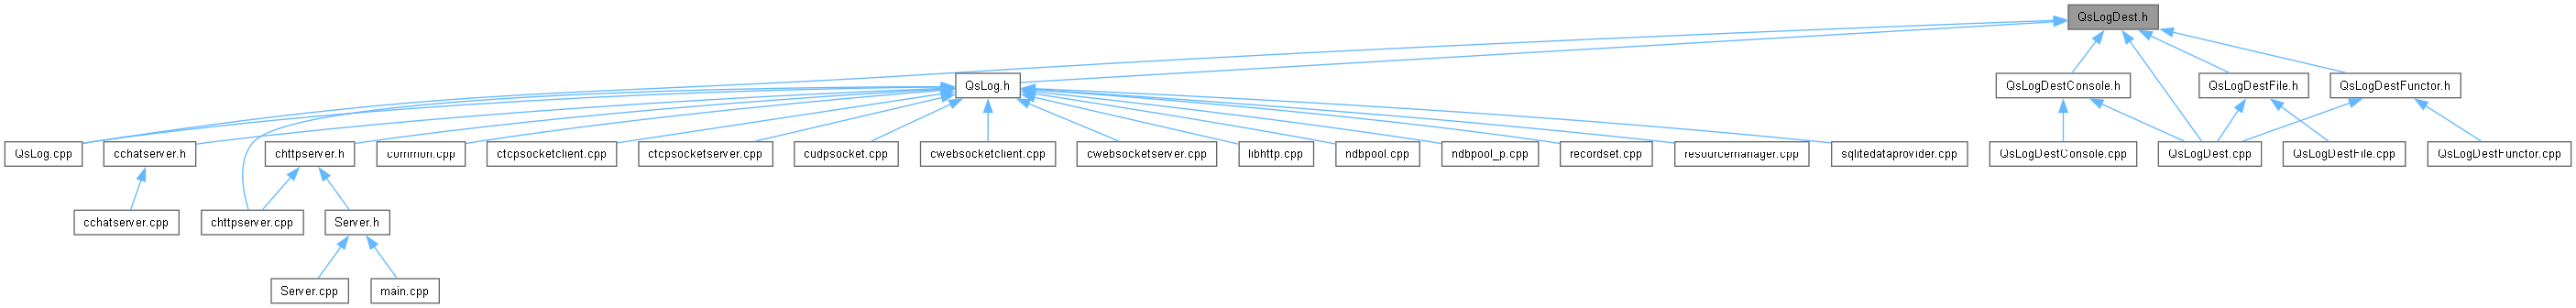 QsLogDest.h
QsLog.h
QsLogDestConsole.h
QsLogDestFile.h
QsLogDestFunctor.h
QsLog.cpp
cchatserver.h
chttpserver.h
common.cpp
ctcpsocketclient.cpp
ctcpsocketserver.cpp
cudpsocket.cpp
cwebsocketclient.cpp
cwebsocketserver.cpp
libhttp.cpp
ndbpool.cpp
ndbpool_p.cpp
recordset.cpp
resourcemanager.cpp
sqlitedataprovider.cpp
QsLogDestConsole.cpp
QsLogDest.cpp
QsLogDestFile.cpp
QsLogDestFunctor.cpp
cchatserver.cpp
chttpserver.cpp
Server.h
Server.cpp
main.cpp